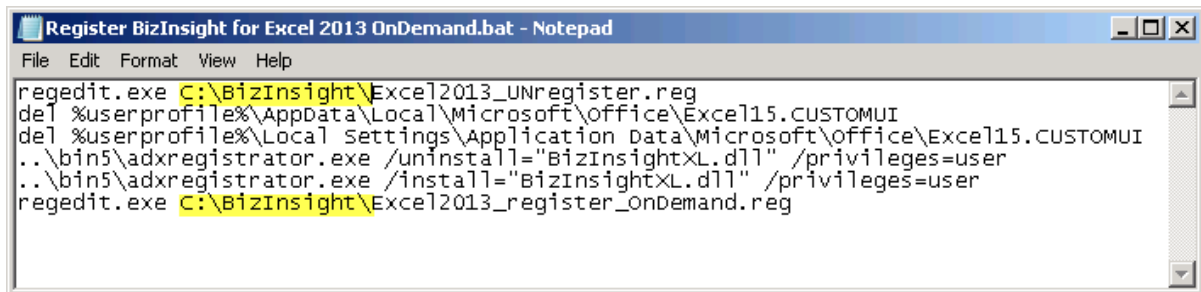 Register BizInsight for Excel 2013 OnDemand.bat - Notepad
File Edit Format View Help
regedit.exe C:\BizInsight\Excel2013_UNregister.reg
del %userprofile%\AppData\Local\Microsoft\Office\Excel15.CUSTOMUI
del %userprofile%\Local Settings\Application Data\Microsoft\Office\Excel15.CUSTOMUI
..\bin5\adxregistrator.exe /uninstall="BizInsightXL.dll" /privileges=user
..\bin5\adxregistrator.exe /install="BizInsightXL.dll" /privileges=user
regedit.exe C:\BizInsight\Excel2013_register_OnDemand.reg